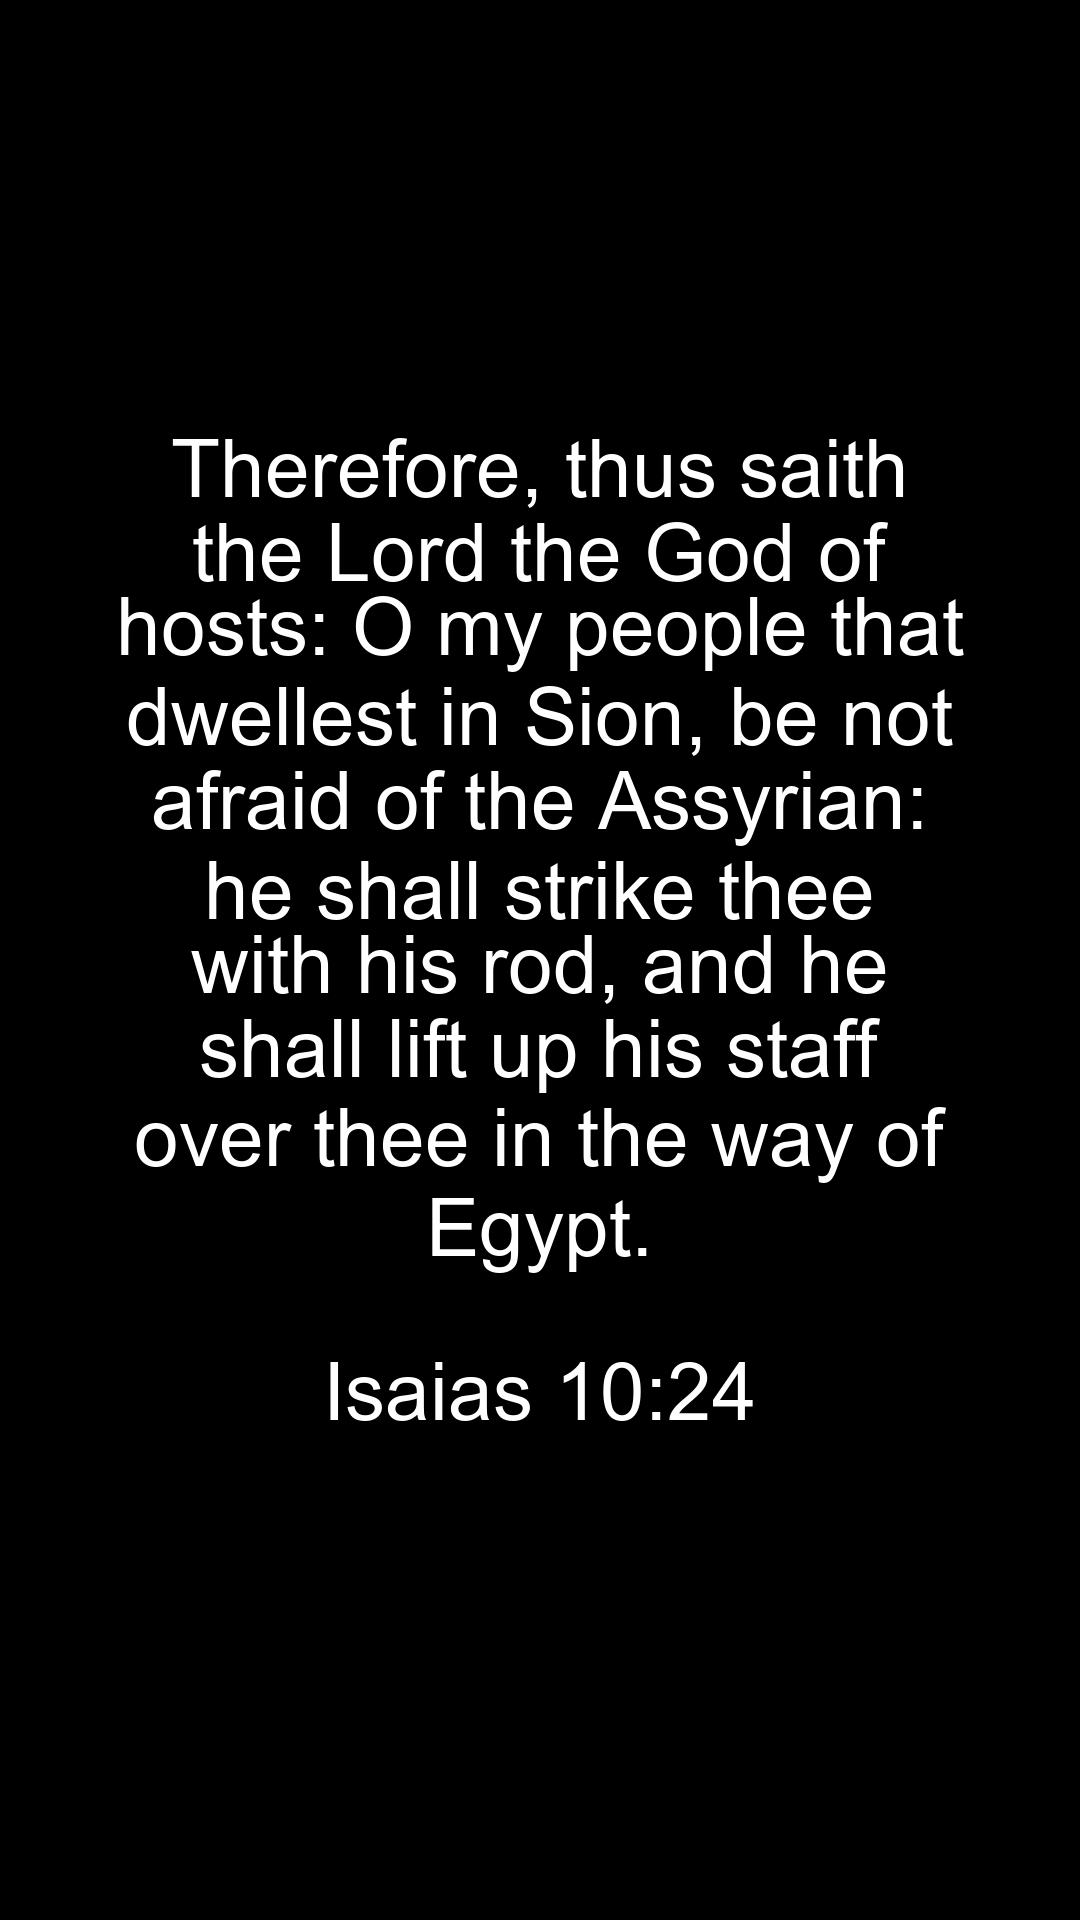 Therefore, thus saith
the Lord the God of
hosts: O my people that
dwellest in Sion, be not
afraid of the Assyrian:
he shall strike thee
with his rod, and he
shall lift up his staff
over thee in the way of
Egypt.
Isaias 10:24